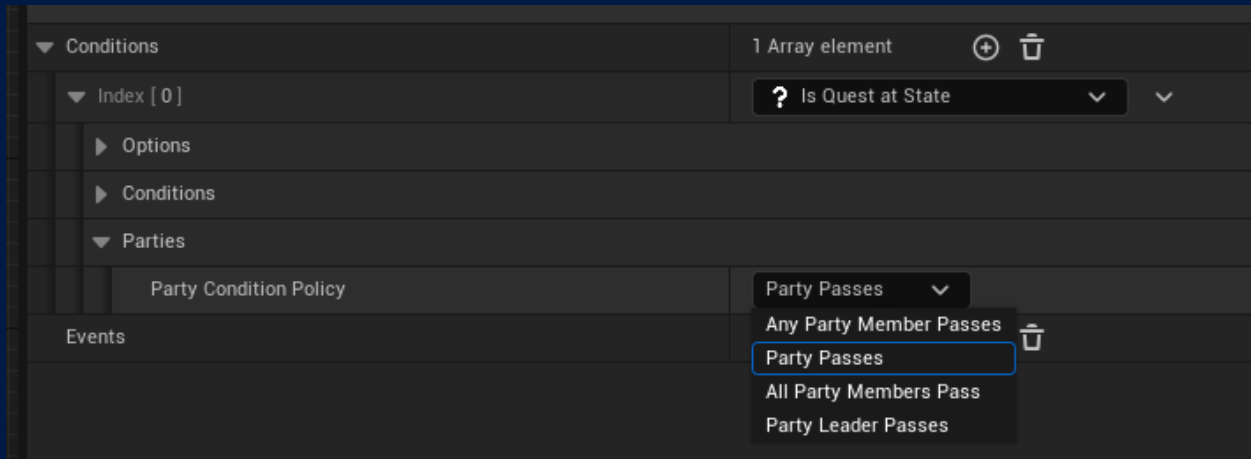 Conditions 1 Array element
Index [ 0 ] ? Is Quest at State
Options
Conditions
Parties
Party Condition Policy Party Passes
Events
Any Party Member Passes
Party Passes
All Party Members Pass
Party Leader Passes